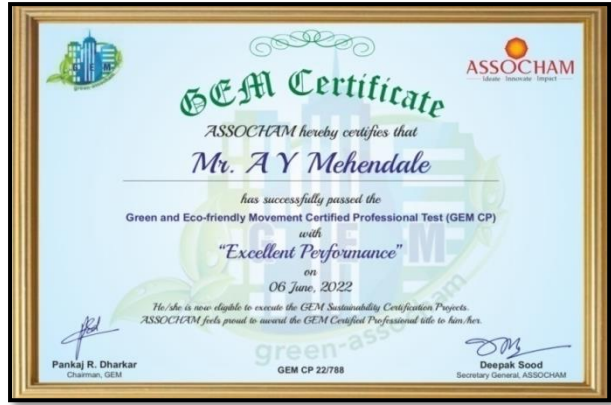 GEM
green-assocham
ASSOCHAM
Ideate Innovate Impact
GEM Certificate
ASSOCHAM hereby certifies that
Mr. A Y Mehendale
has successfully passed the
Green and Eco-friendly Movement Certified Professional Test (GEM CP)
with
“Excellent Performance”
on
06 June, 2022
He/she is now eligible to execute the GEM Sustainability Certification Projects.
ASSOCHAM feels proud to award the GEM Certified Professional title to him/her.
Pankaj R. Dharkar
Chairman, GEM
GEM CP 22/788
Deepak Sood
Secretary General, ASSOCHAM